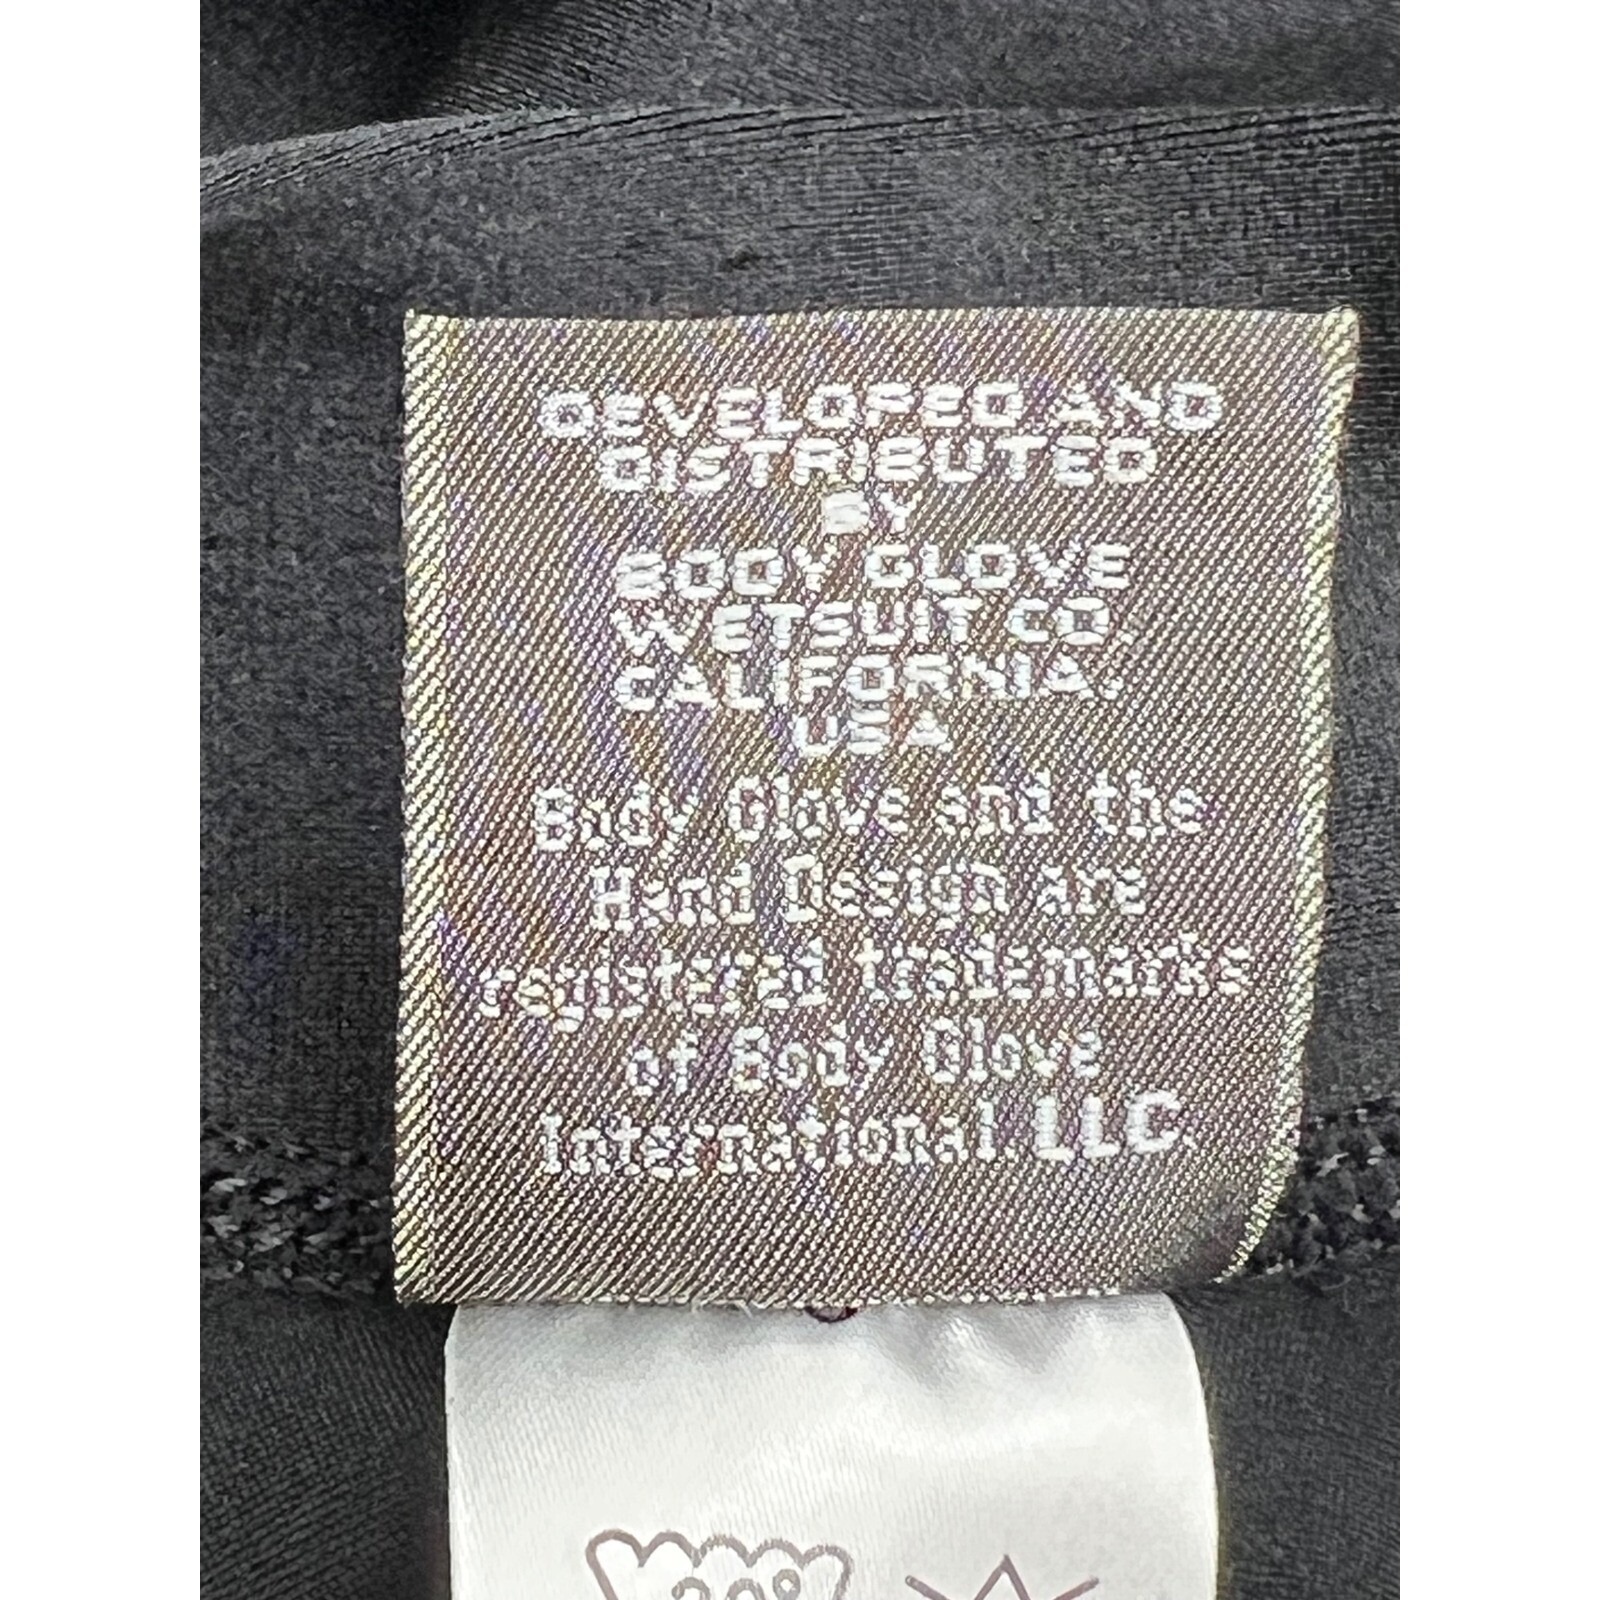 DEVELOPED AND
DISTRIBUTED
BY
BODY GLOVE
WETSUIT CO.
CALIFORNIA,
USA
Body Glove and the
Hand Design are
registered trademarks
of Body Glove
International LLC.
30°